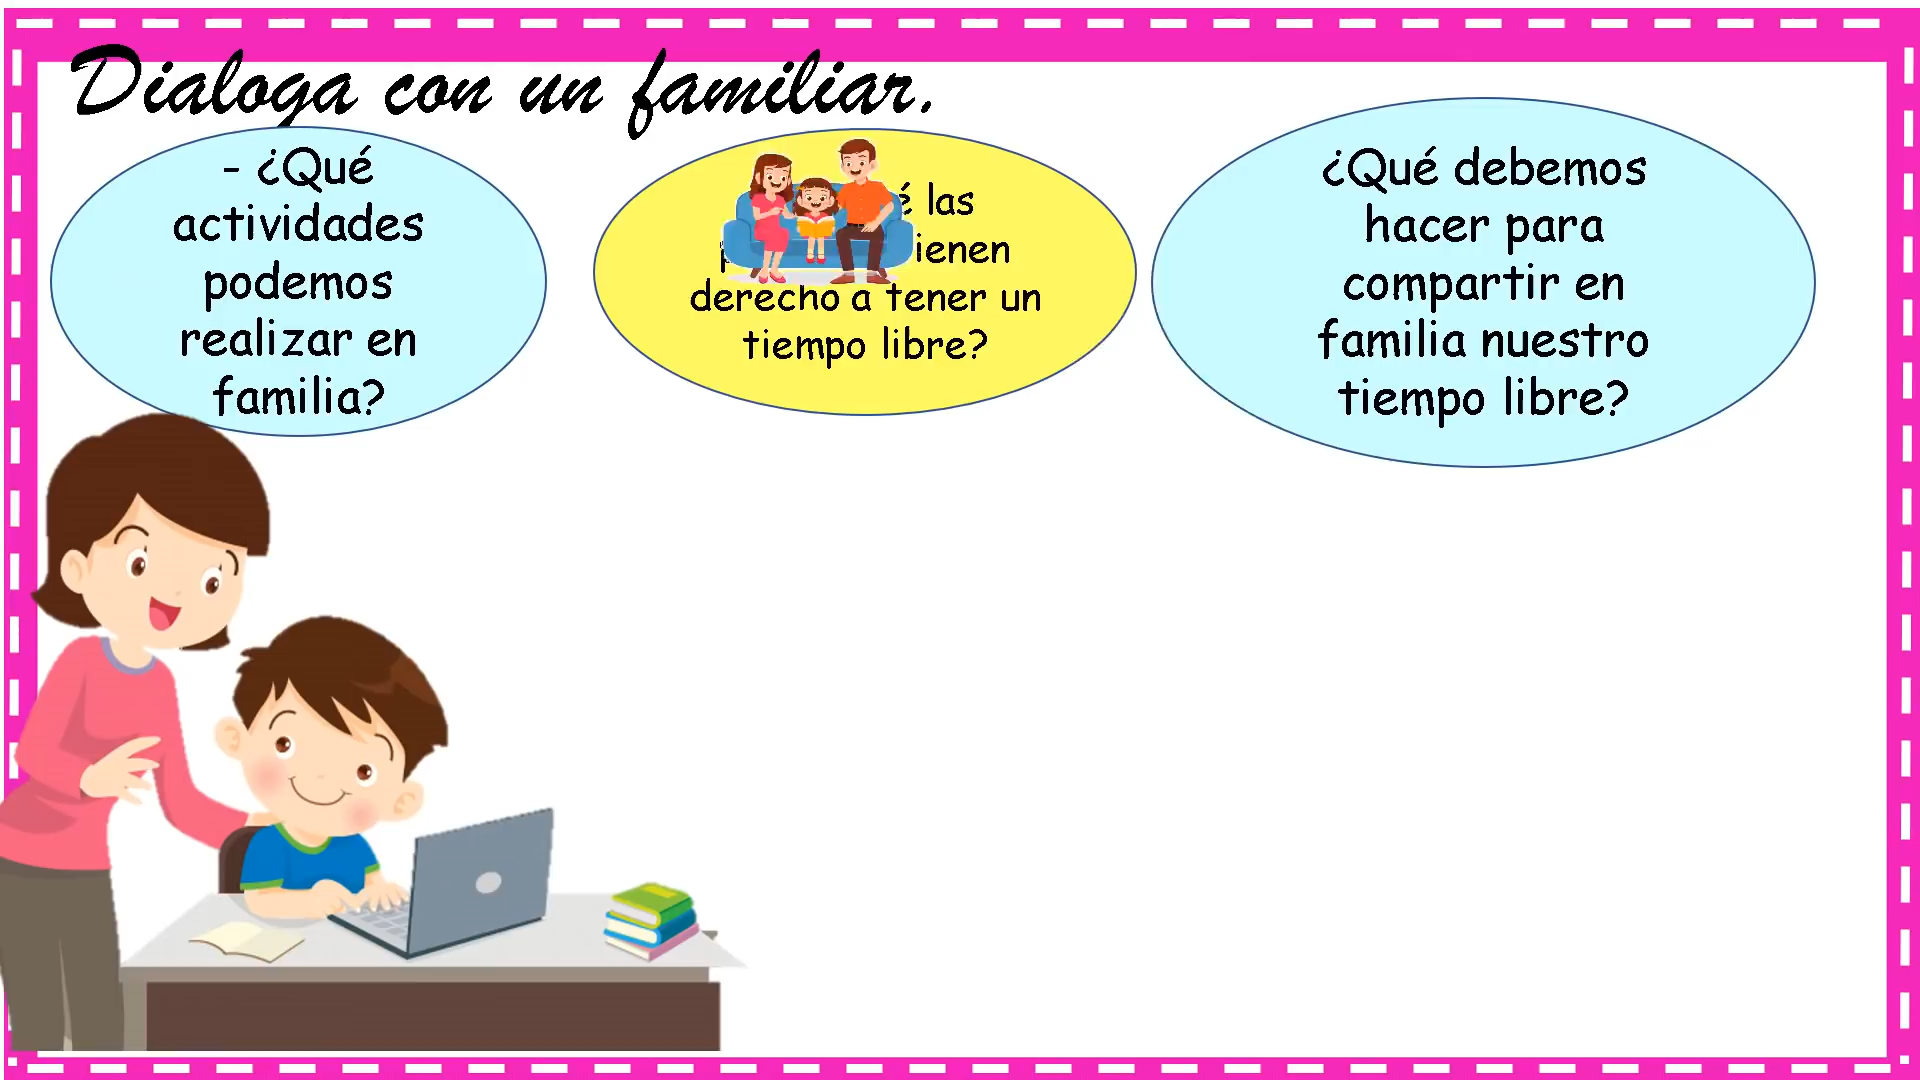 Dialoga con un familiar.
- ¿Qué
actividades
podemos
realizar en
familia?
las
derecho a tener un
tiempo libre?
¿Qué debemos
hacer para
compartir en
familia nuestro
tiempo libre?